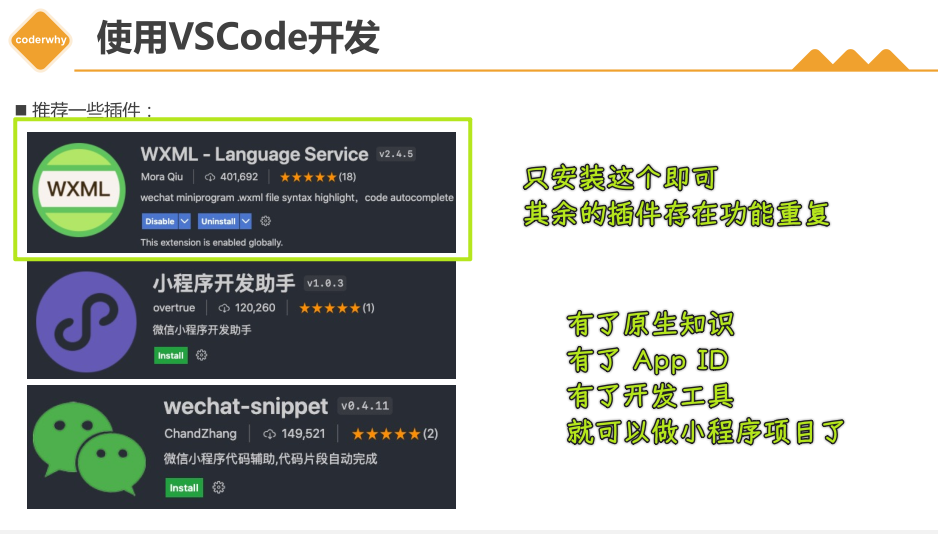 coderwhy
使用VSCode开发
推荐一些插件：
WXML
WXML - Language Service v2.4.5
Mora Qiu 401,692 (18)
wechat miniprogram .wxml file syntax highlight，code autocomplete
Disable Uninstall
This extension is enabled globally.
只安装这个即可
其余的插件存在功能重复
小程序开发助手 v1.0.3
overtrue 120,260 (1)
微信小程序开发助手
Install
有了原生知识
有了 App ID
有了开发工具
就可以做小程序项目了
wechat-snippet v0.4.11
ChandZhang 149,521 (2)
微信小程序代码辅助,代码片段自动完成
Install